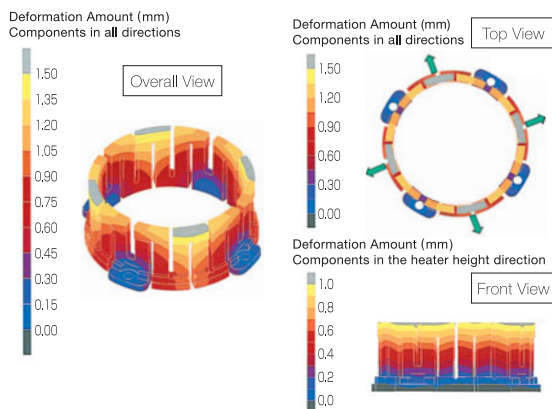 Deformation Amount (mm)
Components in all directions
1.50
1.35
1.20
1.05
0.90
0.75
0.60
0.45
0.30
0.15
0.00
Overall View
Deformation Amount (mm)
Components in all directions
Top View
1.50
1.20
0.90
0.60
0.30
0.00
Deformation Amount (mm)
Components in the heater height direction
Front View
1.0
0.8
0.6
0.4
0.2
0.0